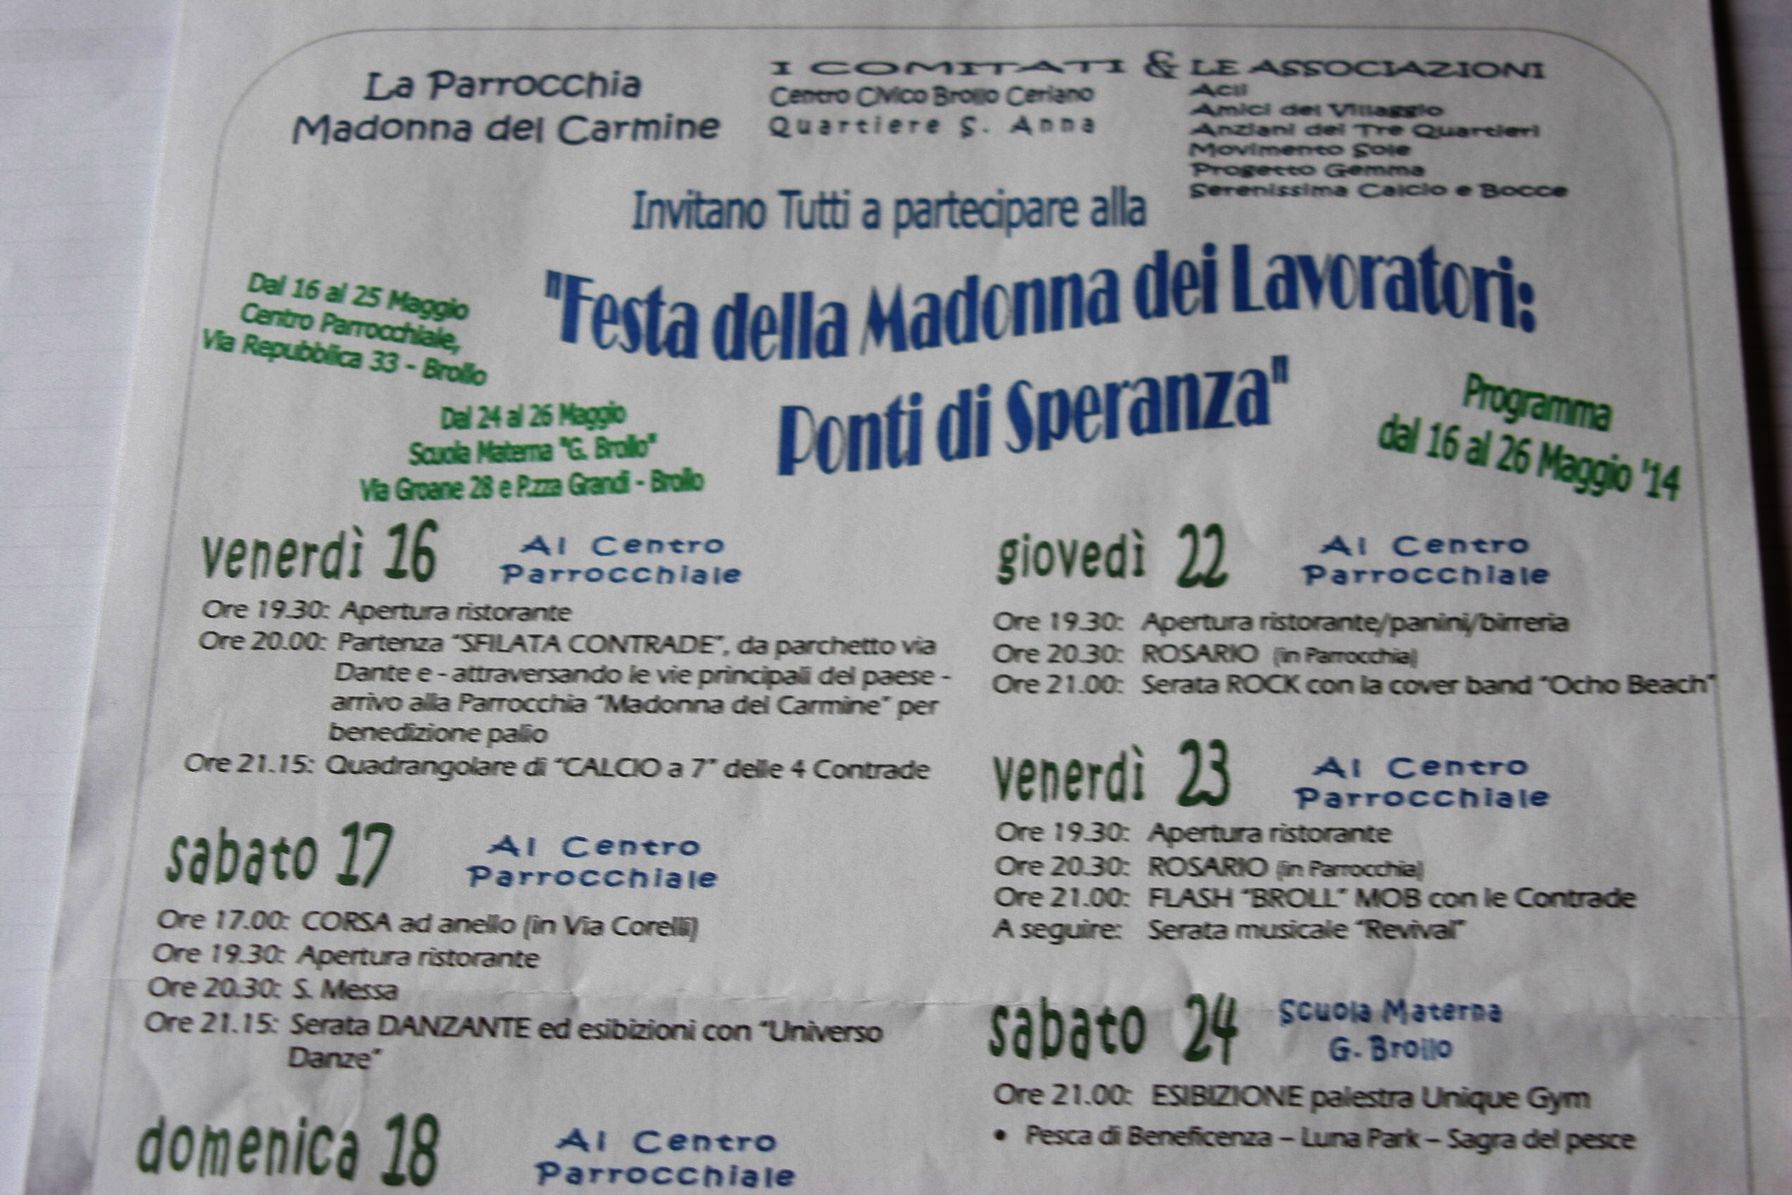 La Parrocchia
Madonna del Carmine
I COMITATI & LE ASSOCIAZIONI
Centro Civico Brollo Ceriano
Quartiere S. Anna
Acli
Amici del Villaggio
Anziani dei Tre Quartieri
Movimento Sole
Progetto Gemma
Serenissima Calcio e Bocce
Invitano Tutti a partecipare alla
"Festa della Madonna dei Lavoratori:
Ponti di Speranza"
Dal 16 al 25 Maggio
Centro Parrocchiale,
Via Repubblica 33 - Brollo
Dal 24 al 26 Maggio
Scuola Materna "G. Brollo"
Via Groane 28 e P.zza Grandi - Brollo
Programma
dal 16 al 26 Maggio '14
venerdì 16
Al Centro
Parrocchiale
Ore 19.30: Apertura ristorante
Ore 20.00: Partenza "SFILATA CONTRADE", da parchetto via
Dante e - attraversando le vie principali del paese -
arrivo alla Parrocchia "Madonna del Carmine" per
benedizione palio
Ore 21.15: Quadrangolare di "CALCIO a 7" delle 4 Contrade
sabato 17
Al Centro
Parrocchiale
Ore 17.00: CORSA ad anello (in Via Corelli)
Ore 19.30: Apertura ristorante
Ore 20.30: S. Messa
Ore 21.15: Serata DANZANTE ed esibizioni con "Universo
Danze"
domenica 18
Al Centro
Parrocchiale
giovedì 22
Al Centro
Parrocchiale
Ore 19.30: Apertura ristorante/panini/birreria
Ore 20.30: ROSARIO (in Parrocchia)
Ore 21.00: Serata ROCK con la cover band "Ocho Beach"
venerdì 23
Al Centro
Parrocchiale
Ore 19.30: Apertura ristorante
Ore 20.30: ROSARIO (in Parrocchia)
Ore 21.00: FLASH "BROLL" MOB con le Contrade
A seguire: Serata musicale "Revival"
sabato 24
Scuola Materna
G. Brollo
Ore 21.00: ESIBIZIONE palestra Unique Gym
• Pesca di Beneficenza – Luna Park – Sagra del pesce